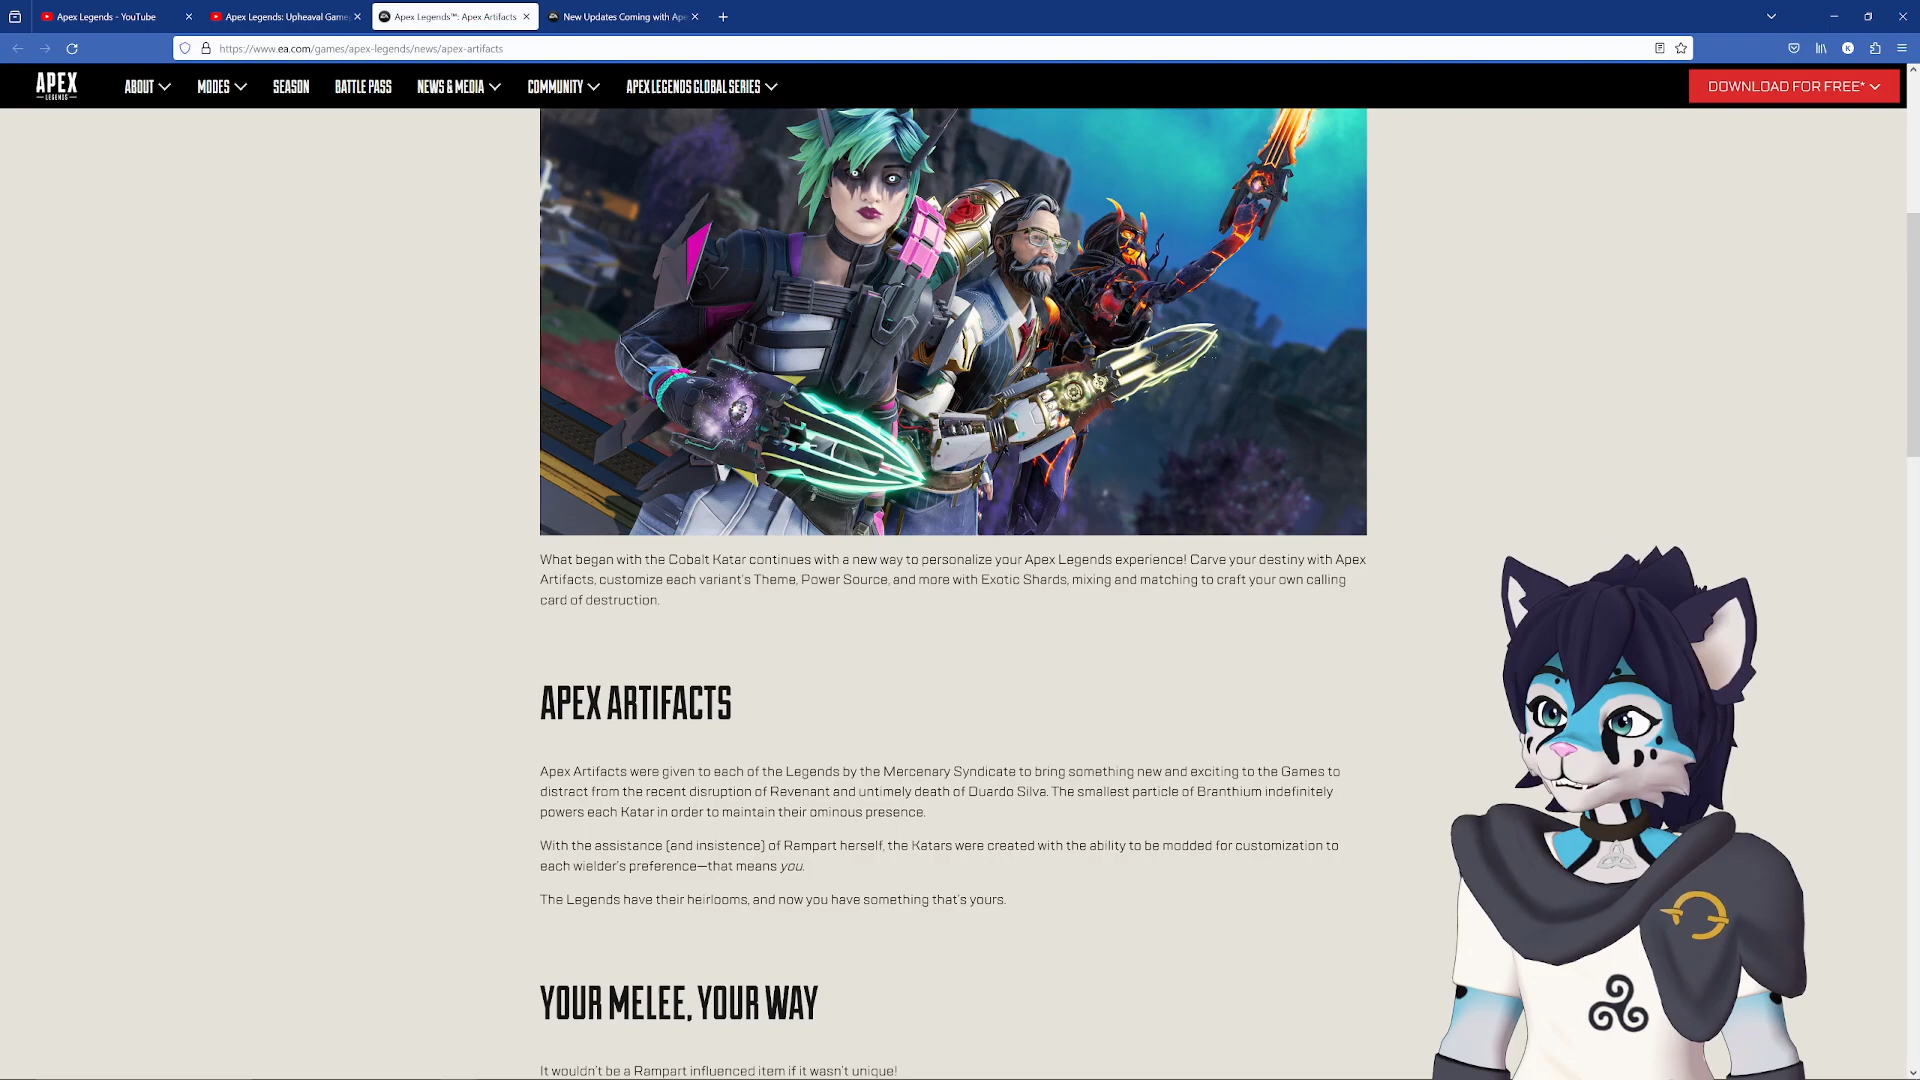 Apex Legends - YouTube
Apex Legends: Upheaval Game
Apex Legends™: Apex Artifacts
New Updates Coming with Ape
https://www.ea.com/games/apex-legends/news/apex-artifacts
K
APEX
LEGENDS
ABOUT
MODES
SEASON
BATTLE PASS
NEWS & MEDIA
COMMUNITY
APEX LEGENDS GLOBAL SERIES
DOWNLOAD FOR FREE*
What began with the Cobalt Katar continues with a new way to personalize your Apex Legends experience! Carve your destiny with Apex
Artifacts, customize each variant's Theme, Power Source, and more with Exotic Shards, mixing and matching to craft your own calling
card of destruction.
APEX ARTIFACTS
Apex Artifacts were given to each of the Legends by the Mercenary Syndicate to bring something new and exciting to the Games to
distract from the recent disruption of Revenant and untimely death of Duardo Silva. The smallest particle of Branthium indefinitely
powers each Katar in order to maintain their ominous presence.
With the assistance (and insistence) of Rampart herself, the Katars were created with the ability to be modded for customization to
each wielder's preference—that means you.
The Legends have their heirlooms, and now you have something that's yours.
YOUR MELEE, YOUR WAY
It wouldn't be a Rampart influenced item if it wasn't unique!